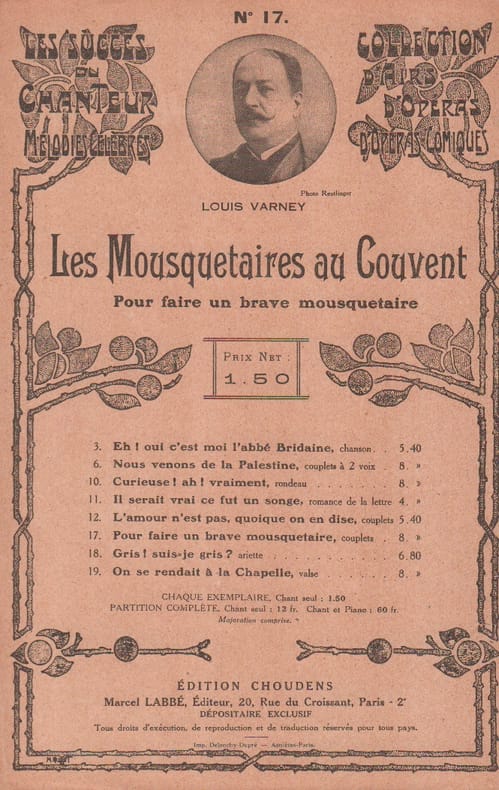 N° 17.
LES SUCCÈS
DU
CHANTEUR
MÉLODIES CÉLÈBRES
COLLECTION
D'AIRS
D'OPÉRAS
D'OPÉRAS-COMIQUES
Photo Reutlinger
LOUIS VARNEY
Les Mousquetaires au Couvent
Pour faire un brave mousquetaire
PRIX NET :
1.50
3. Eh ! oui c'est moi l'abbé Bridaine, chanson. . 5.40
6. Nous venons de la Palestine, couplets à 2 voix . 8. »
10. Curieuse ! ah ! vraiment, rondeau . . . . . . . 8. »
11. Il serait vrai ce fut un songe, romance de la lettre 4. »
12. L'amour n'est pas, quoique on en dise, couplets 5.40
17. Pour faire un brave mousquetaire, couplets . . 8. »
18. Gris ! suis-je gris ? ariette . . . . . . . . . . 6.80
19. On se rendait à la Chapelle, valse . . . . . . 8. »
CHAQUE EXEMPLAIRE, Chant seul : 1.50
PARTITION COMPLÈTE, Chant seul : 12 fr. Chant et Piano : 60 fr.
Majoration comprise.
ÉDITION CHOUDENS
Marcel LABBÉ, Éditeur, 20, Rue du Croissant, Paris - 2e
DÉPOSITAIRE EXCLUSIF
Tous droits d'exécution, de reproduction et de traduction réservés pour tous pays.
Imp. Delanchy-Dupré — Asnières-Paris.